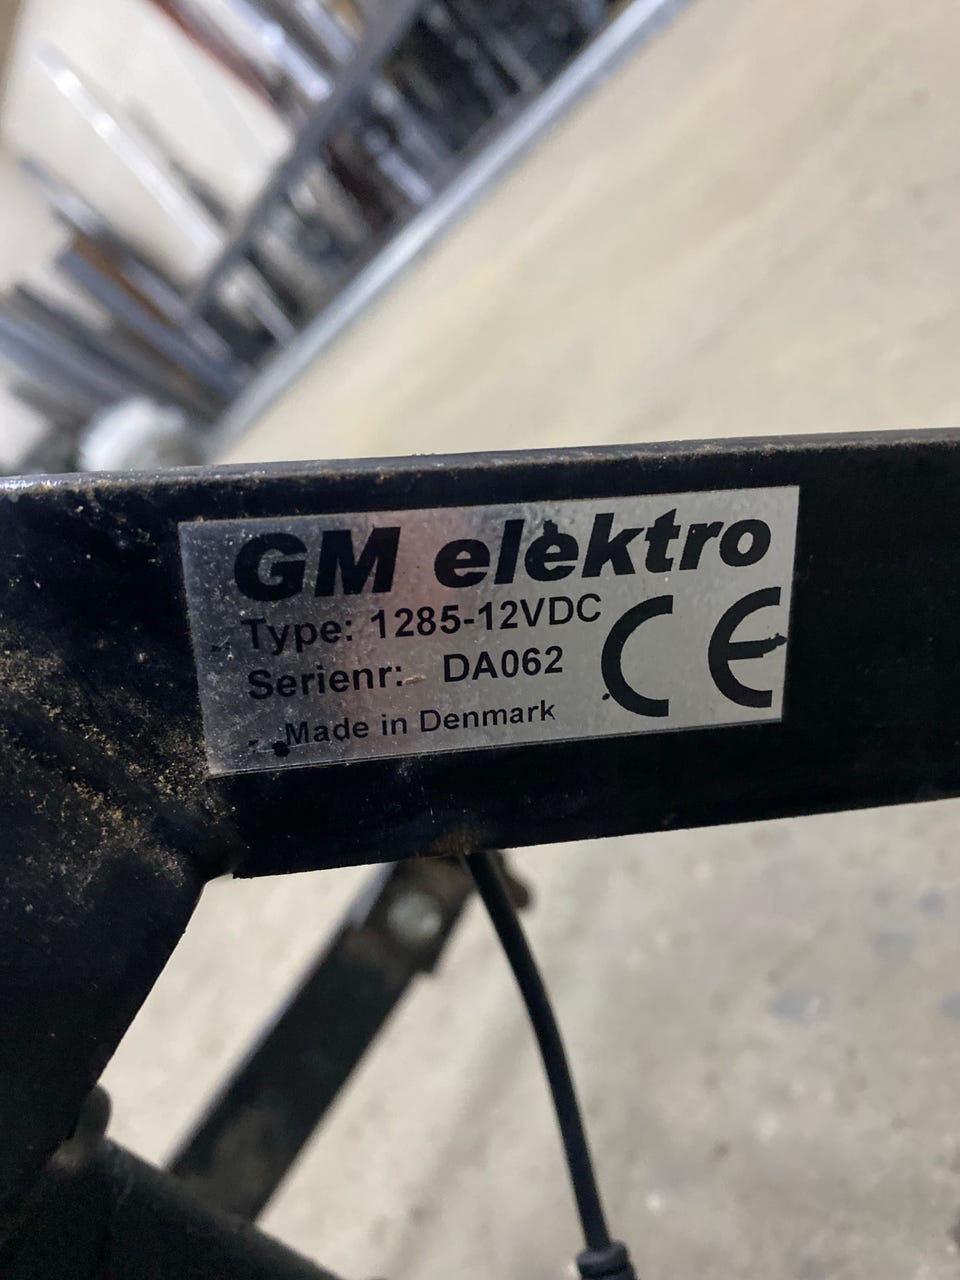 GM elektro
Type: 1285-12VDC
Serienr: DA062
Made in Denmark
CE